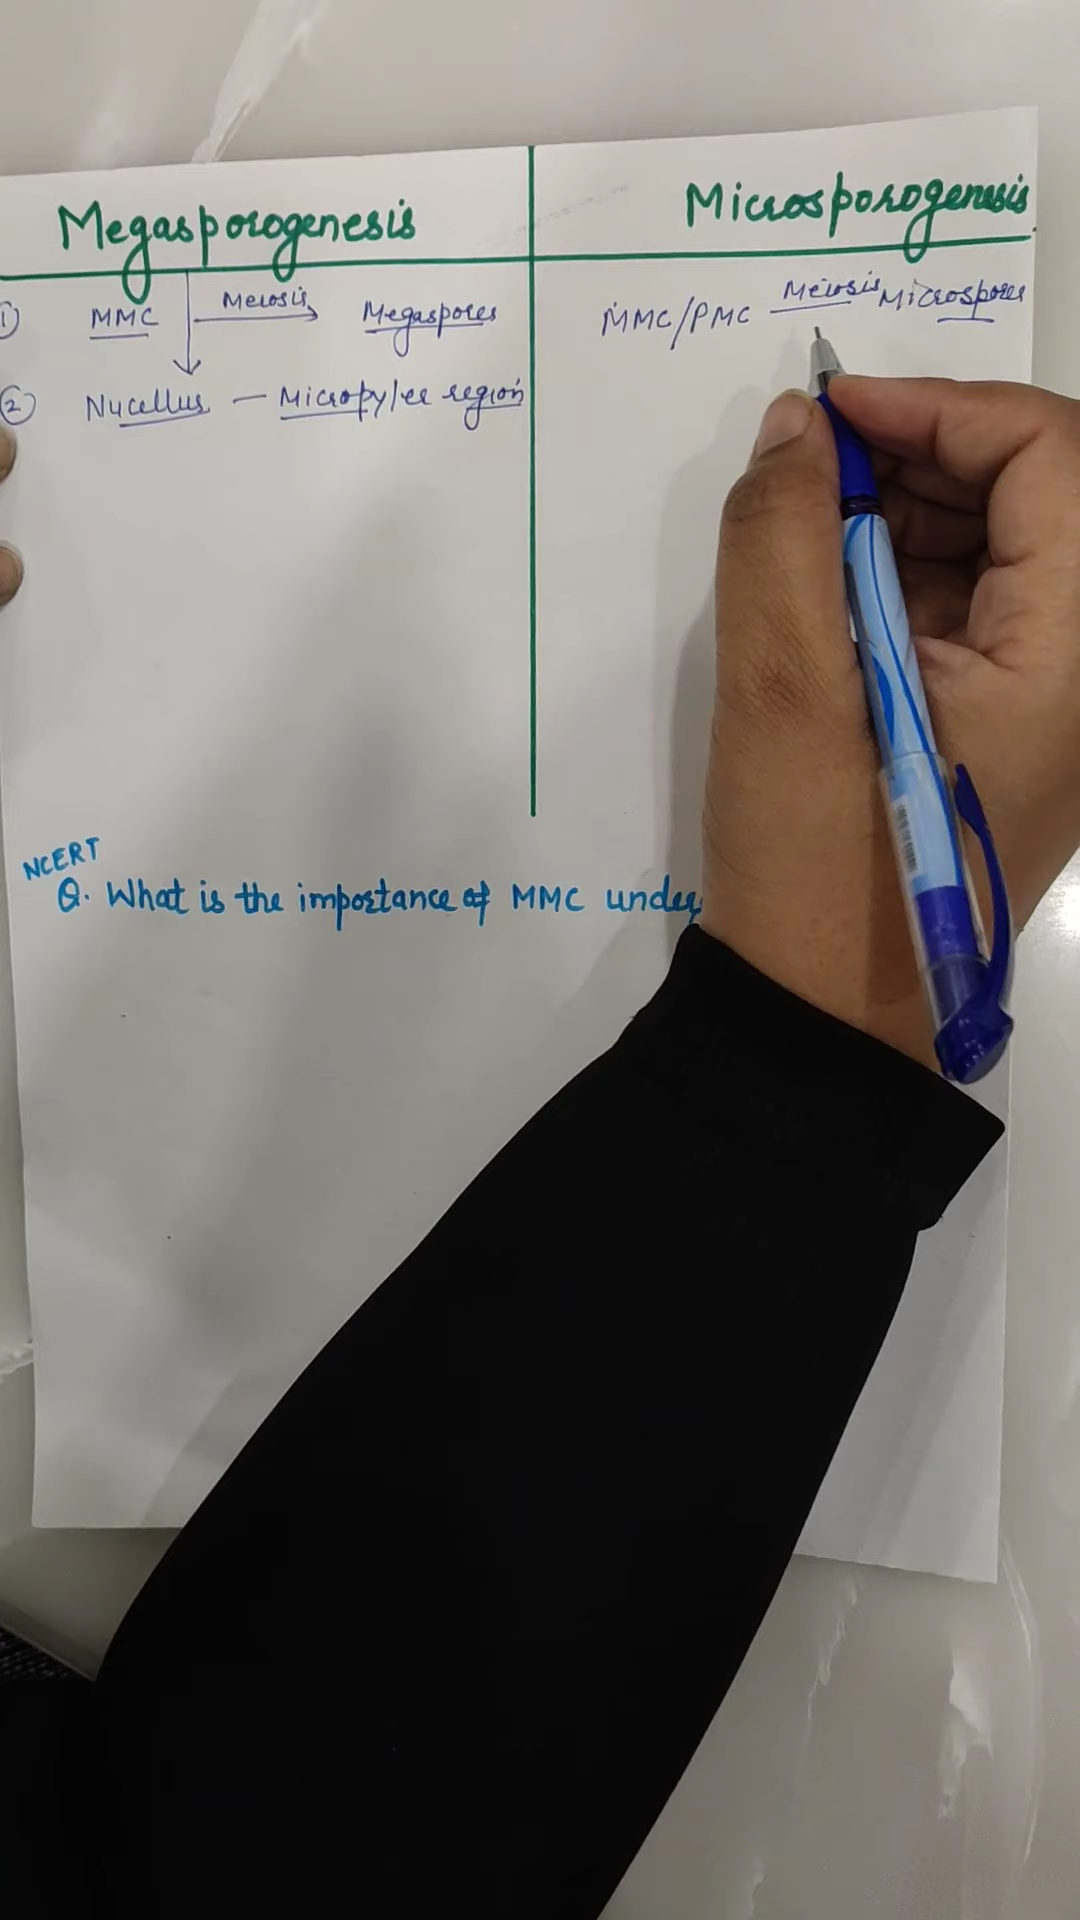 Megasporogenesis
Microsporogenesis
① MMC Meiosis Megaspores
MMC/PMC Meiosis Microspores
② Nucellus — Micropyler region
NCERT
Q. What is the importance of MMC